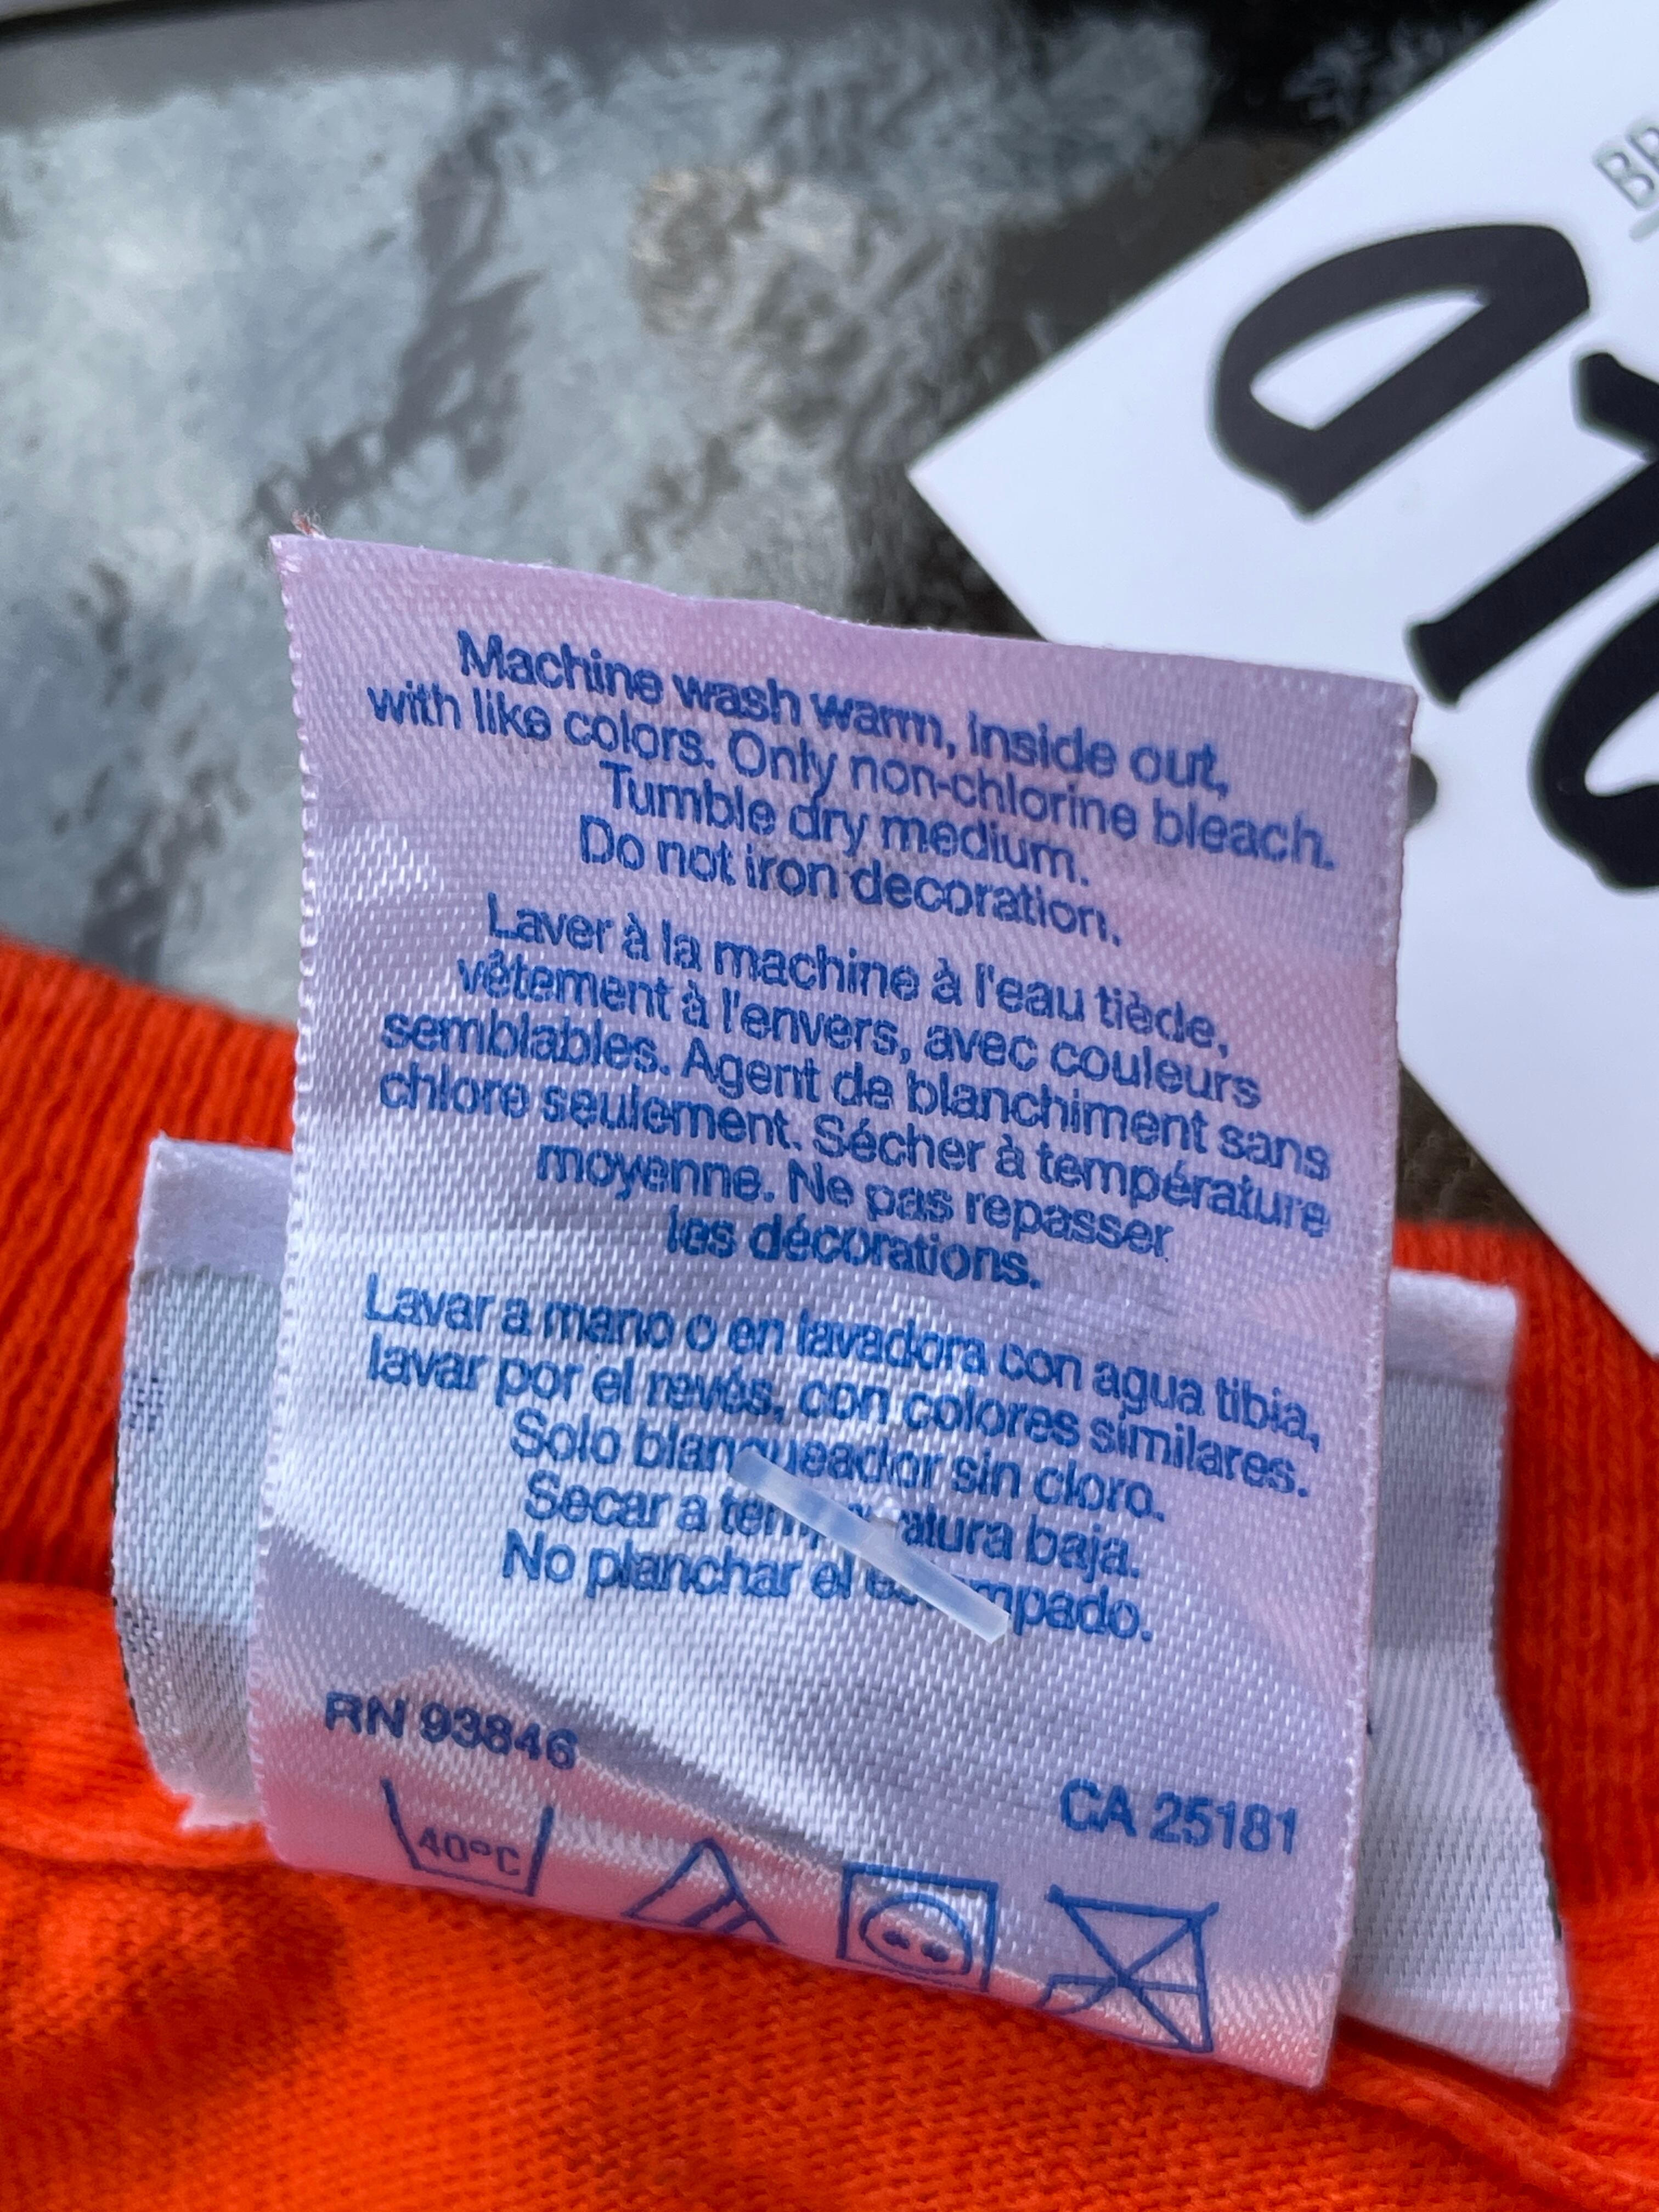 Machine wash warm, inside out,
with like colors. Only non-chlorine bleach.
Tumble dry medium.
Do not iron decoration.
Laver à la machine à l'eau tiède,
vêtement à l'envers, avec couleurs
semblables. Agent de blanchiment sans
chlore seulement. Sécher à température
moyenne. Ne pas repasser
les décorations.
Lavar a mano o en lavadora con agua tibia,
lavar por el revés, con colores similares.
Solo blanqueador sin cloro.
Secar a temperatura baja.
No planchar el estampado.
RN 93846
CA 25181
40°C